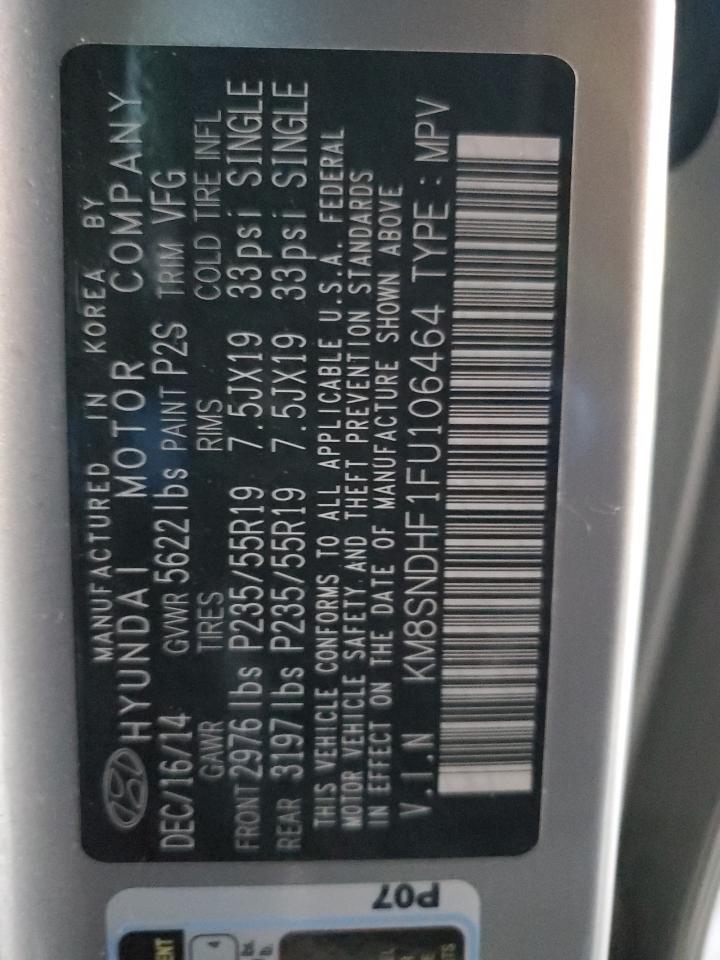 MANUFACTURED IN KOREA BY
HYUNDAI MOTOR COMPANY
DEC/16/14 GVWR 5622lbs PAINT P2S TRIM VFG
GAWR TIRES RIMS COLD TIRE INFL
FRONT 2976 lbs P235/55R19 7.5JX19 33psi SINGLE
REAR 3197 lbs P235/55R19 7.5JX19 33psi SINGLE
THIS VEHICLE CONFORMS TO ALL APPLICABLE U.S.A. FEDERAL
MOTOR VEHICLE SAFETY AND THEFT PREVENTION STANDARDS
IN EFFECT ON THE DATE OF MANUFACTURE SHOWN ABOVE
V.I.N KM8SNDHF1FU106464 TYPE : MPV
P07
4